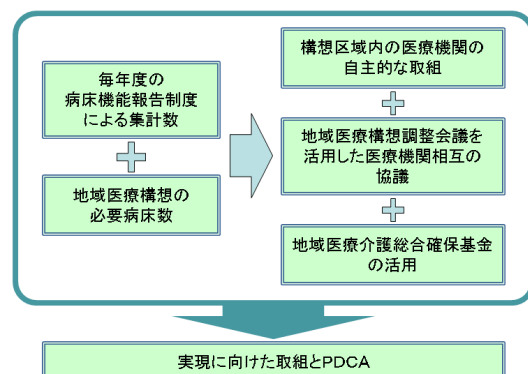 毎年度の
病床機能報告制度
による集計数
地域医療構想の
必要病床数
構想区域内の医療機関の
自主的な取組
地域医療構想調整会議を
活用した医療機関相互の
協議
地域医療介護総合確保基金
の活用
実現に向けた取組とPDCA